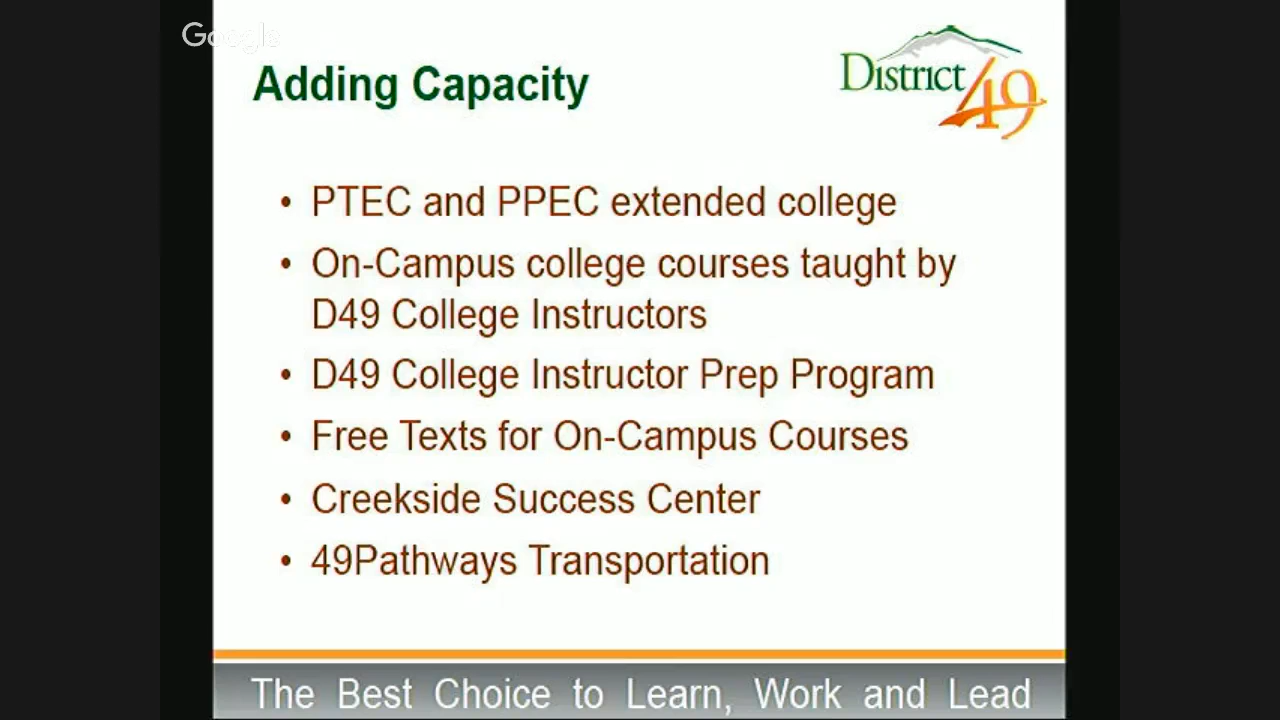 Google
Adding Capacity
District
49
• PTEC and PPEC extended college
• On-Campus college courses taught by
D49 College Instructors
• D49 College Instructor Prep Program
• Free Texts for On-Campus Courses
• Creekside Success Center
• 49Pathways Transportation
The Best Choice to Learn, Work and Lead